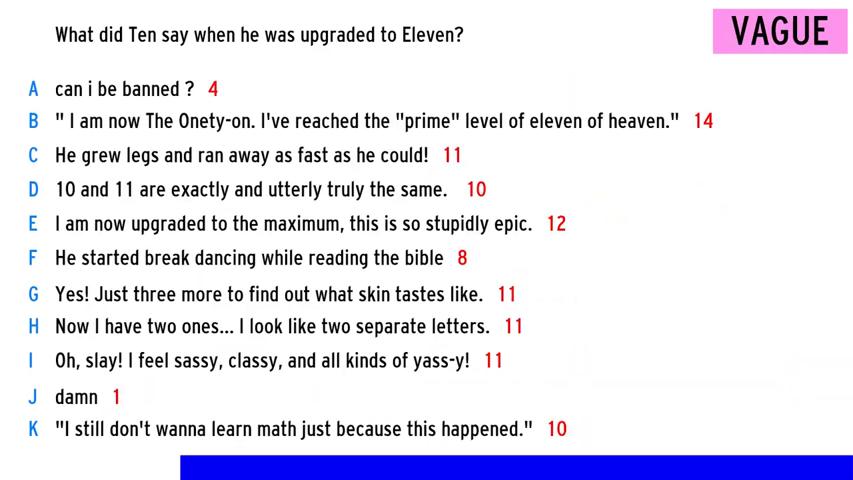 What did Ten say when he was upgraded to Eleven?
VAGUE
A can i be banned ? 4
B " I am now The Onety-on. I've reached the "prime" level of eleven of heaven." 14
C He grew legs and ran away as fast as he could! 11
D 10 and 11 are exactly and utterly truly the same. 10
E I am now upgraded to the maximum, this is so stupidly epic. 12
F He started break dancing while reading the bible 8
G Yes! Just three more to find out what skin tastes like. 11
H Now I have two ones... I look like two separate letters. 11
I Oh, slay! I feel sassy, classy, and all kinds of yass-y! 11
J damn 1
K "I still don't wanna learn math just because this happened." 10